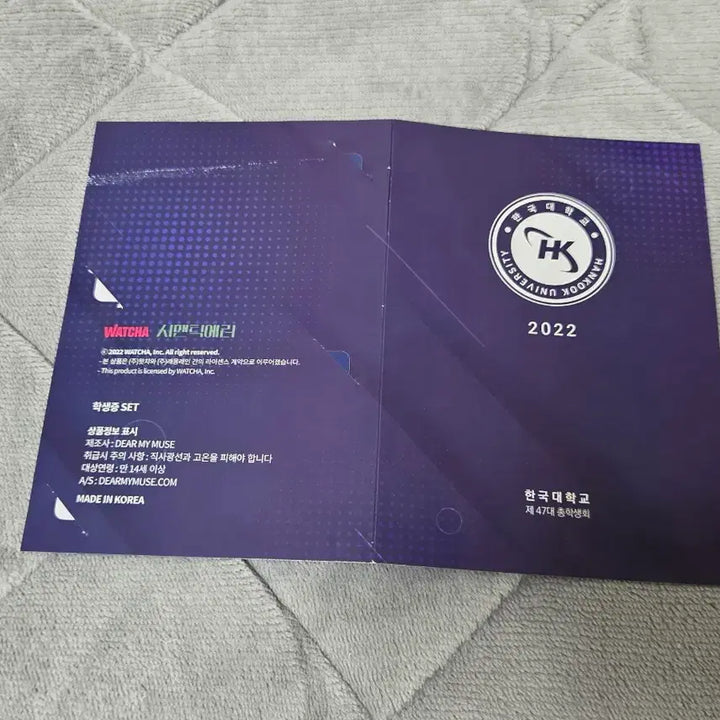 WATCHA 시맨틱에러
ⓒ 2022 WATCHA, Inc. All right reserved.
- 본 상품은 (주)왓챠와 (주)래몽래인 간의 라이센스 계약으로 이루어졌습니다.
- This product is licensed by WATCHA, Inc.
학생증 SET
상품정보 표시
제조사 : DEAR MY MUSE
취급시 주의 사항 : 직사광선과 고온을 피해야 합니다
대상연령 : 만 14세 이상
A/S : DEARMYMUSE.COM
MADE IN KOREA
한국대학교
HK
HANKOOK UNIVERSITY
2022
한국대학교
제 47대 총학생회